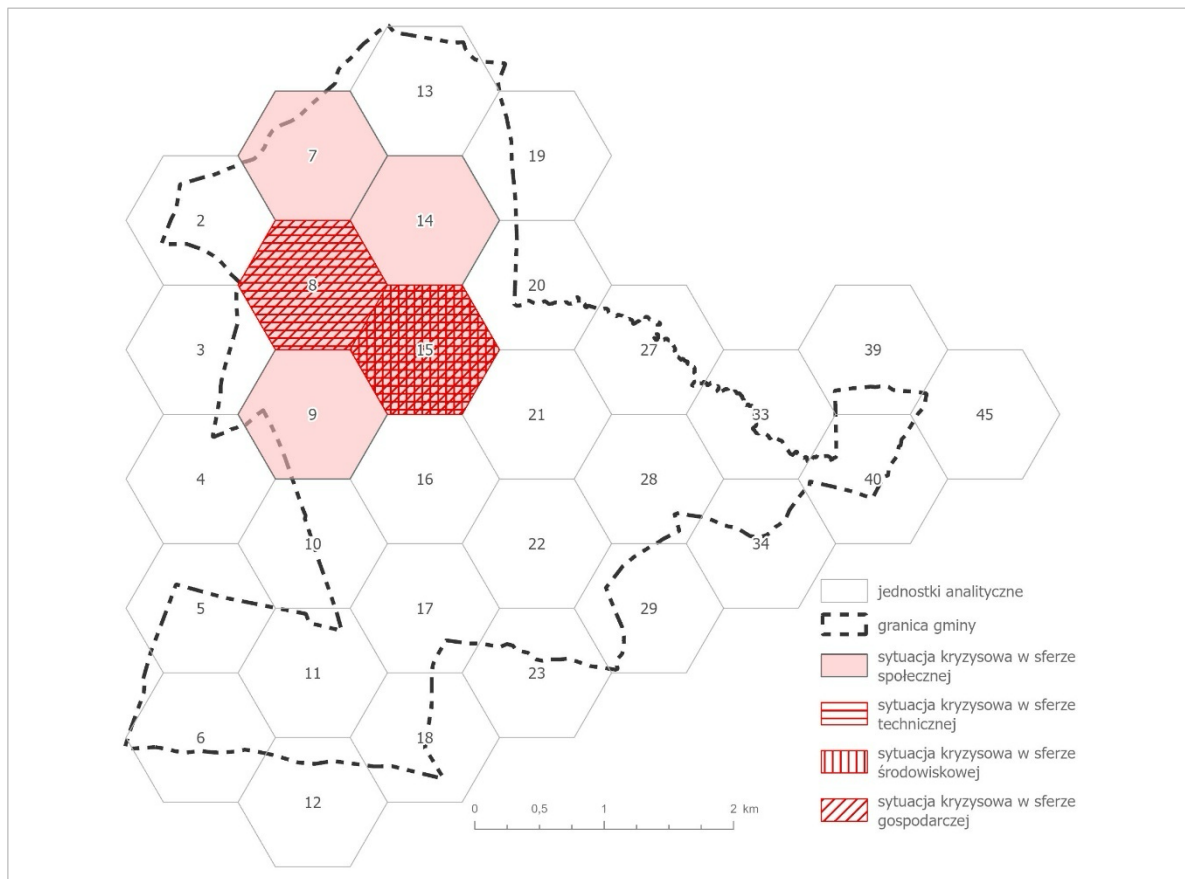 13
7
19
14
2
8
20
3
15
27
39
9
21
33
45
4
16
28
40
10
22
34
5
17
29
11
23
6
18
12
jednostki analityczne
granica gminy
sytuacja kryzysowa w sferze
społecznej
sytuacja kryzysowa w sferze
technicznej
sytuacja kryzysowa w sferze
środowiskowej
sytuacja kryzysowa w sferze
gospodarczej
0 0,5 1 2 km